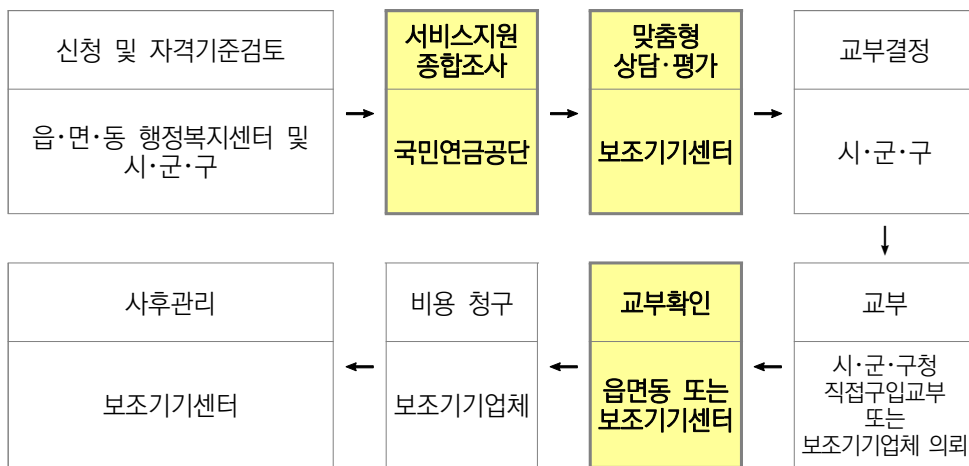 신청 및 자격기준검토
읍·면·동 행정복지센터 및
시·군·구
서비스지원
종합조사
국민연금공단
맞춤형
상담·평가
보조기기센터
교부결정
시·군·구
교부
시·군·구청
직접구입교부
또는
보조기기업체 의뢰
교부확인
읍면동 또는
보조기기센터
비용 청구
보조기기업체
사후관리
보조기기센터